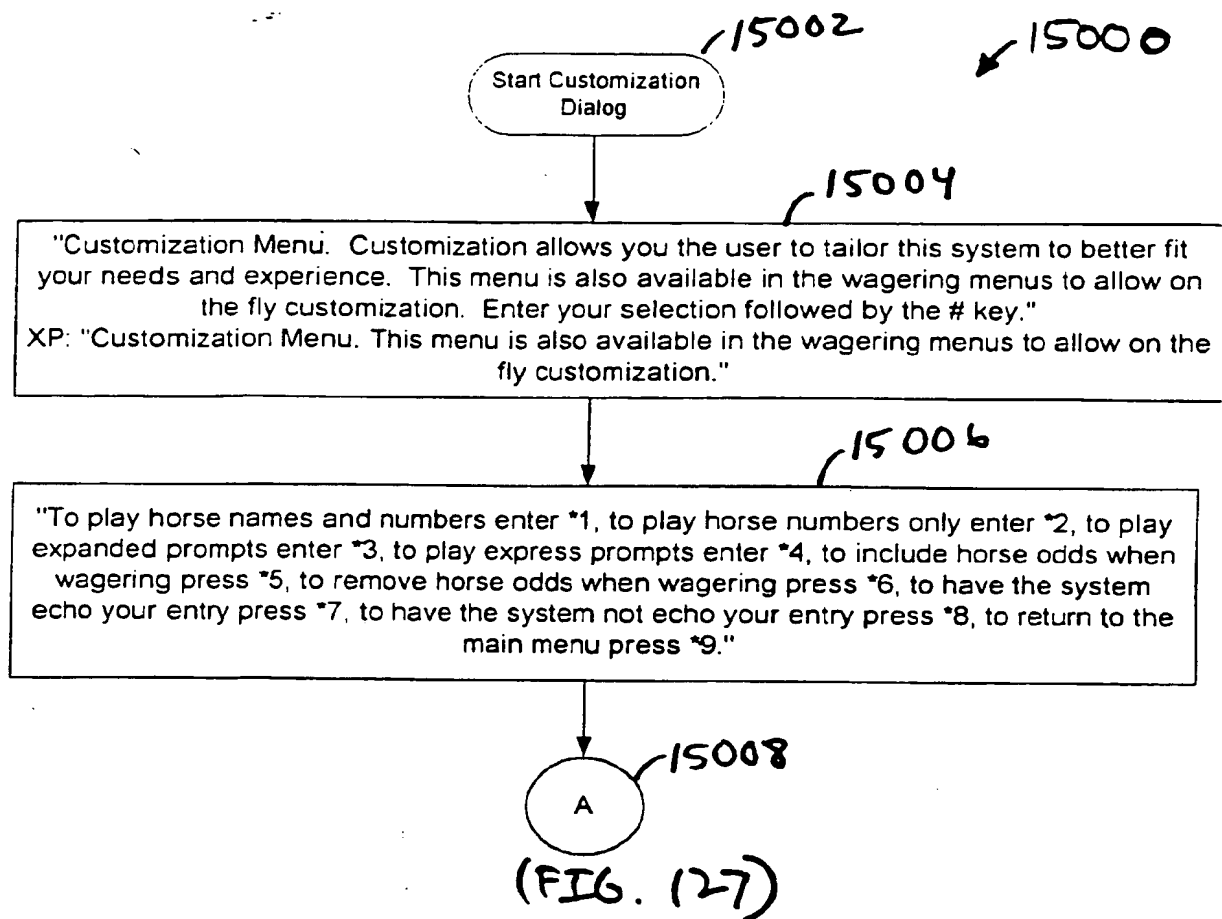 15002
15000
Start Customization
Dialog
15004
"Customization Menu. Customization allows you the user to tailor this system to better fit
your needs and experience. This menu is also available in the wagering menus to allow on
the fly customization. Enter your selection followed by the # key."
XP: "Customization Menu. This menu is also available in the wagering menus to allow on the
fly customization."
15006
"To play horse names and numbers enter *1, to play horse numbers only enter *2, to play
expanded prompts enter *3, to play express prompts enter *4, to include horse odds when
wagering press *5, to remove horse odds when wagering press *6, to have the system
echo your entry press *7, to have the system not echo your entry press *8, to return to the
main menu press *9."
15008
A
(FIG. 127)